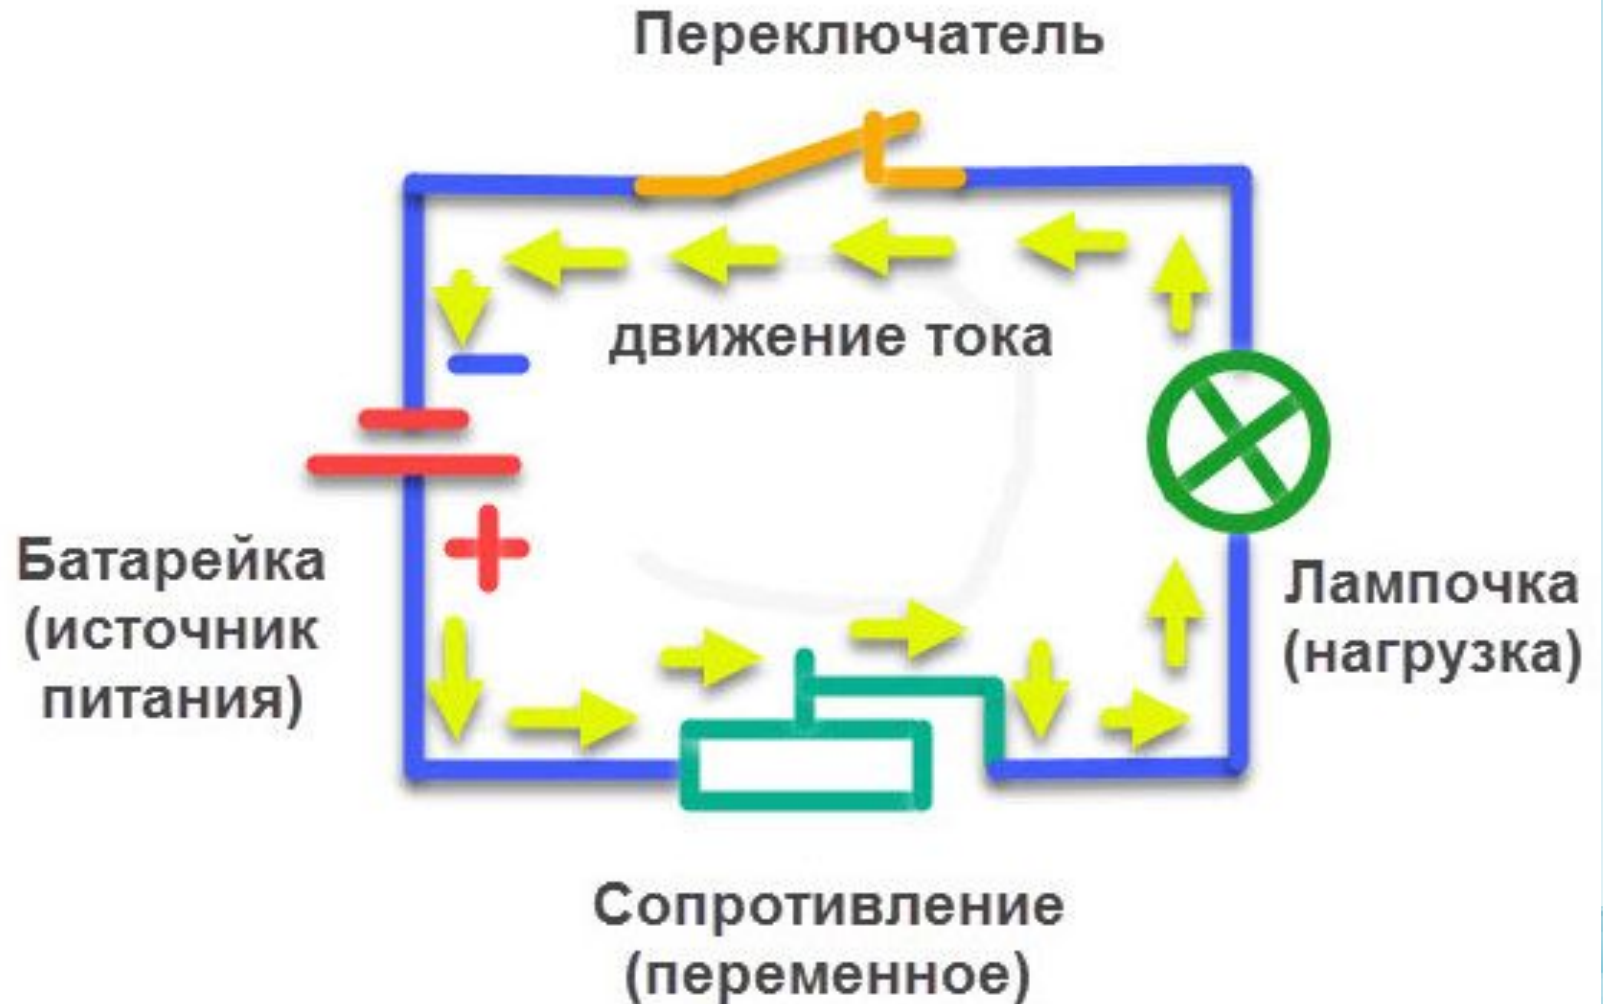 Переключатель
движение тока
−
+
Батарейка
(источник
питания)
Лампочка
(нагрузка)
Сопротивление
(переменное)